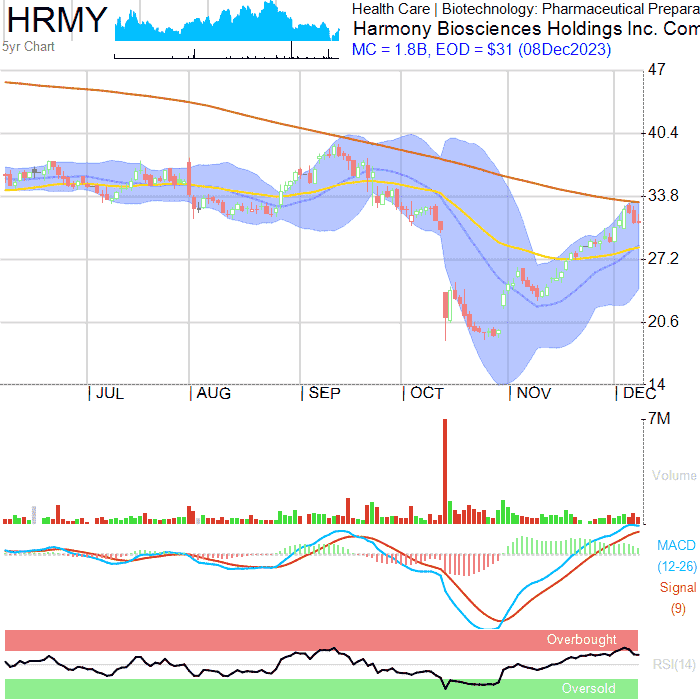 HRMY
5yr Chart
Health Care | Biotechnology: Pharmaceutical Prepara
Harmony Biosciences Holdings Inc. Com
MC = 1.8B, EOD = $31 (08Dec2023)
47
40.4
33.8
27.2
20.6
14
JUL
AUG
SEP
OCT
NOV
DEC
7M
Volume
MACD
(12-26)
Signal
(9)
Overbought
RSI(14)
Oversold